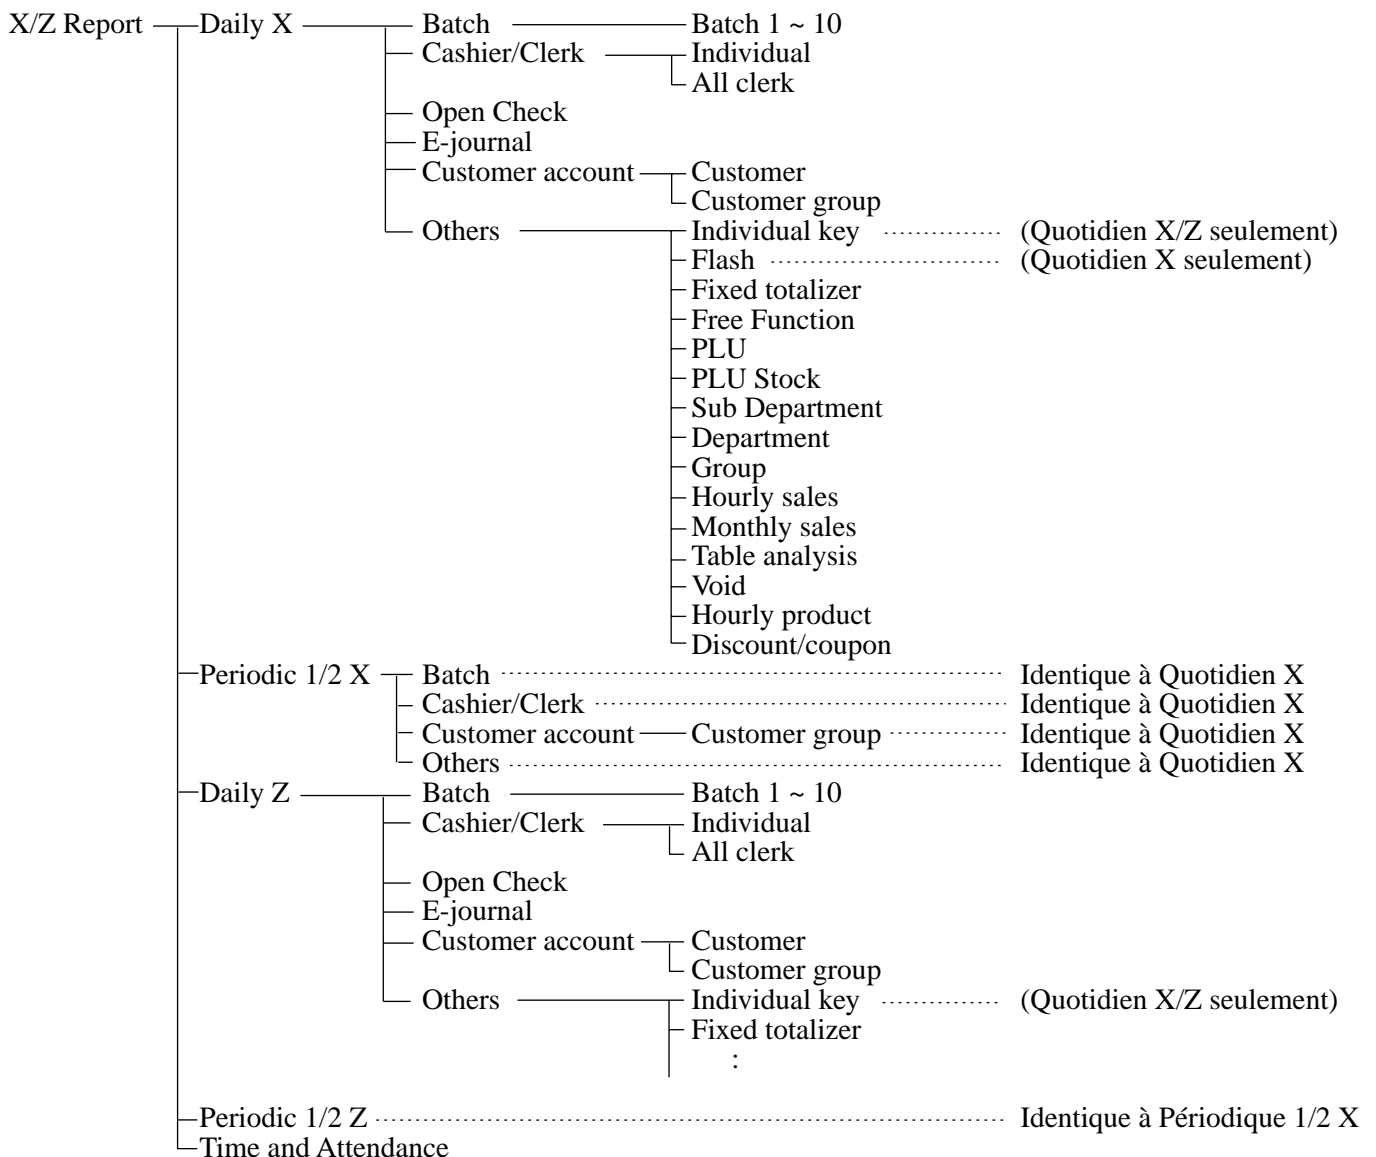 X/Z Report Daily X Batch Batch 1 ~ 10
Cashier/Clerk Individual
All clerk
Open Check
E-journal
Customer account Customer
Customer group
Others Individual key (Quotidien X/Z seulement)
Flash (Quotidien X seulement)
Fixed totalizer
Free Function
PLU
PLU Stock
Sub Department
Department
Group
Hourly sales
Monthly sales
Table analysis
Void
Hourly product
Discount/coupon
Periodic 1/2 X Batch Identique à Quotidien X
Cashier/Clerk Identique à Quotidien X
Customer account Customer group Identique à Quotidien X
Others Identique à Quotidien X
Daily Z Batch Batch 1 ~ 10
Cashier/Clerk Individual
All clerk
Open Check
E-journal
Customer account Customer
Customer group
Others Individual key (Quotidien X/Z seulement)
Fixed totalizer
:
Periodic 1/2 Z Identique à Périodique 1/2 X
Time and Attendance